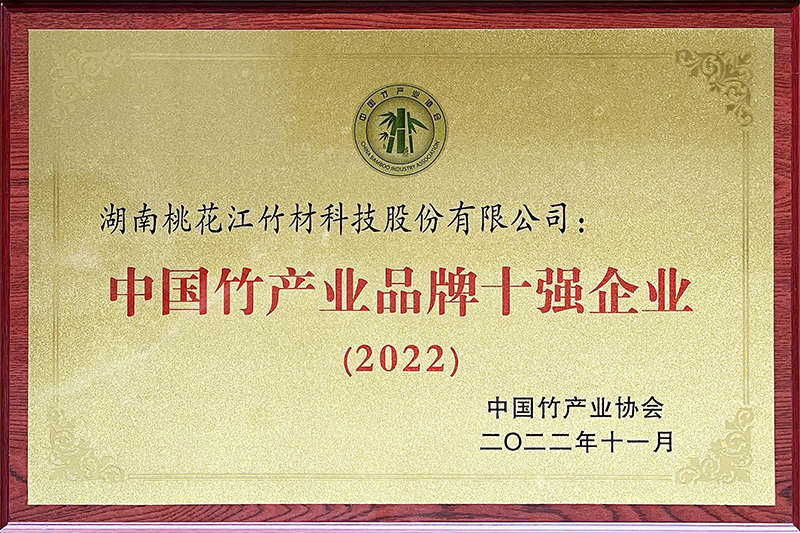 中国竹产业协会
CHINA BAMBOO INDUSTRY ASSOCIATION
湖南桃花江竹材科技股份有限公司：
中国竹产业品牌十强企业
(2022)
中国竹产业协会
二〇二二年十一月